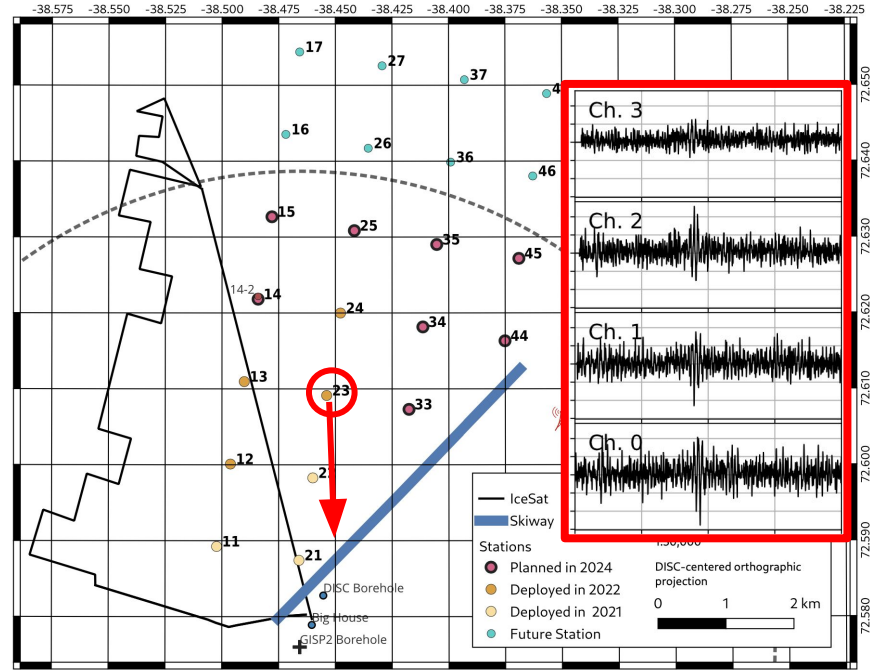 -38.575 -38.550 -38.525 -38.500 -38.475 -38.450 -38.425 -38.400 -38.375 -38.350 -38.325 -38.300 -38.275 -38.250 -38.225
17
27
37
4
72.650
Ch. 3
16
26
36
46
72.640
15
25
35
45
72.630
Ch. 2
14-2
14
24
34
44
72.620
Ch. 1
13
23
33
72.610
Ch. 0
12
72.600
11
21
72.590
72.580
DISC Borehole
Big House
GISP2 Borehole
IceSat
Skiway
Stations
Planned in 2024
Deployed in 2022
Deployed in 2021
Future Station
DISC-centered orthographic
projection
0 1 2 km